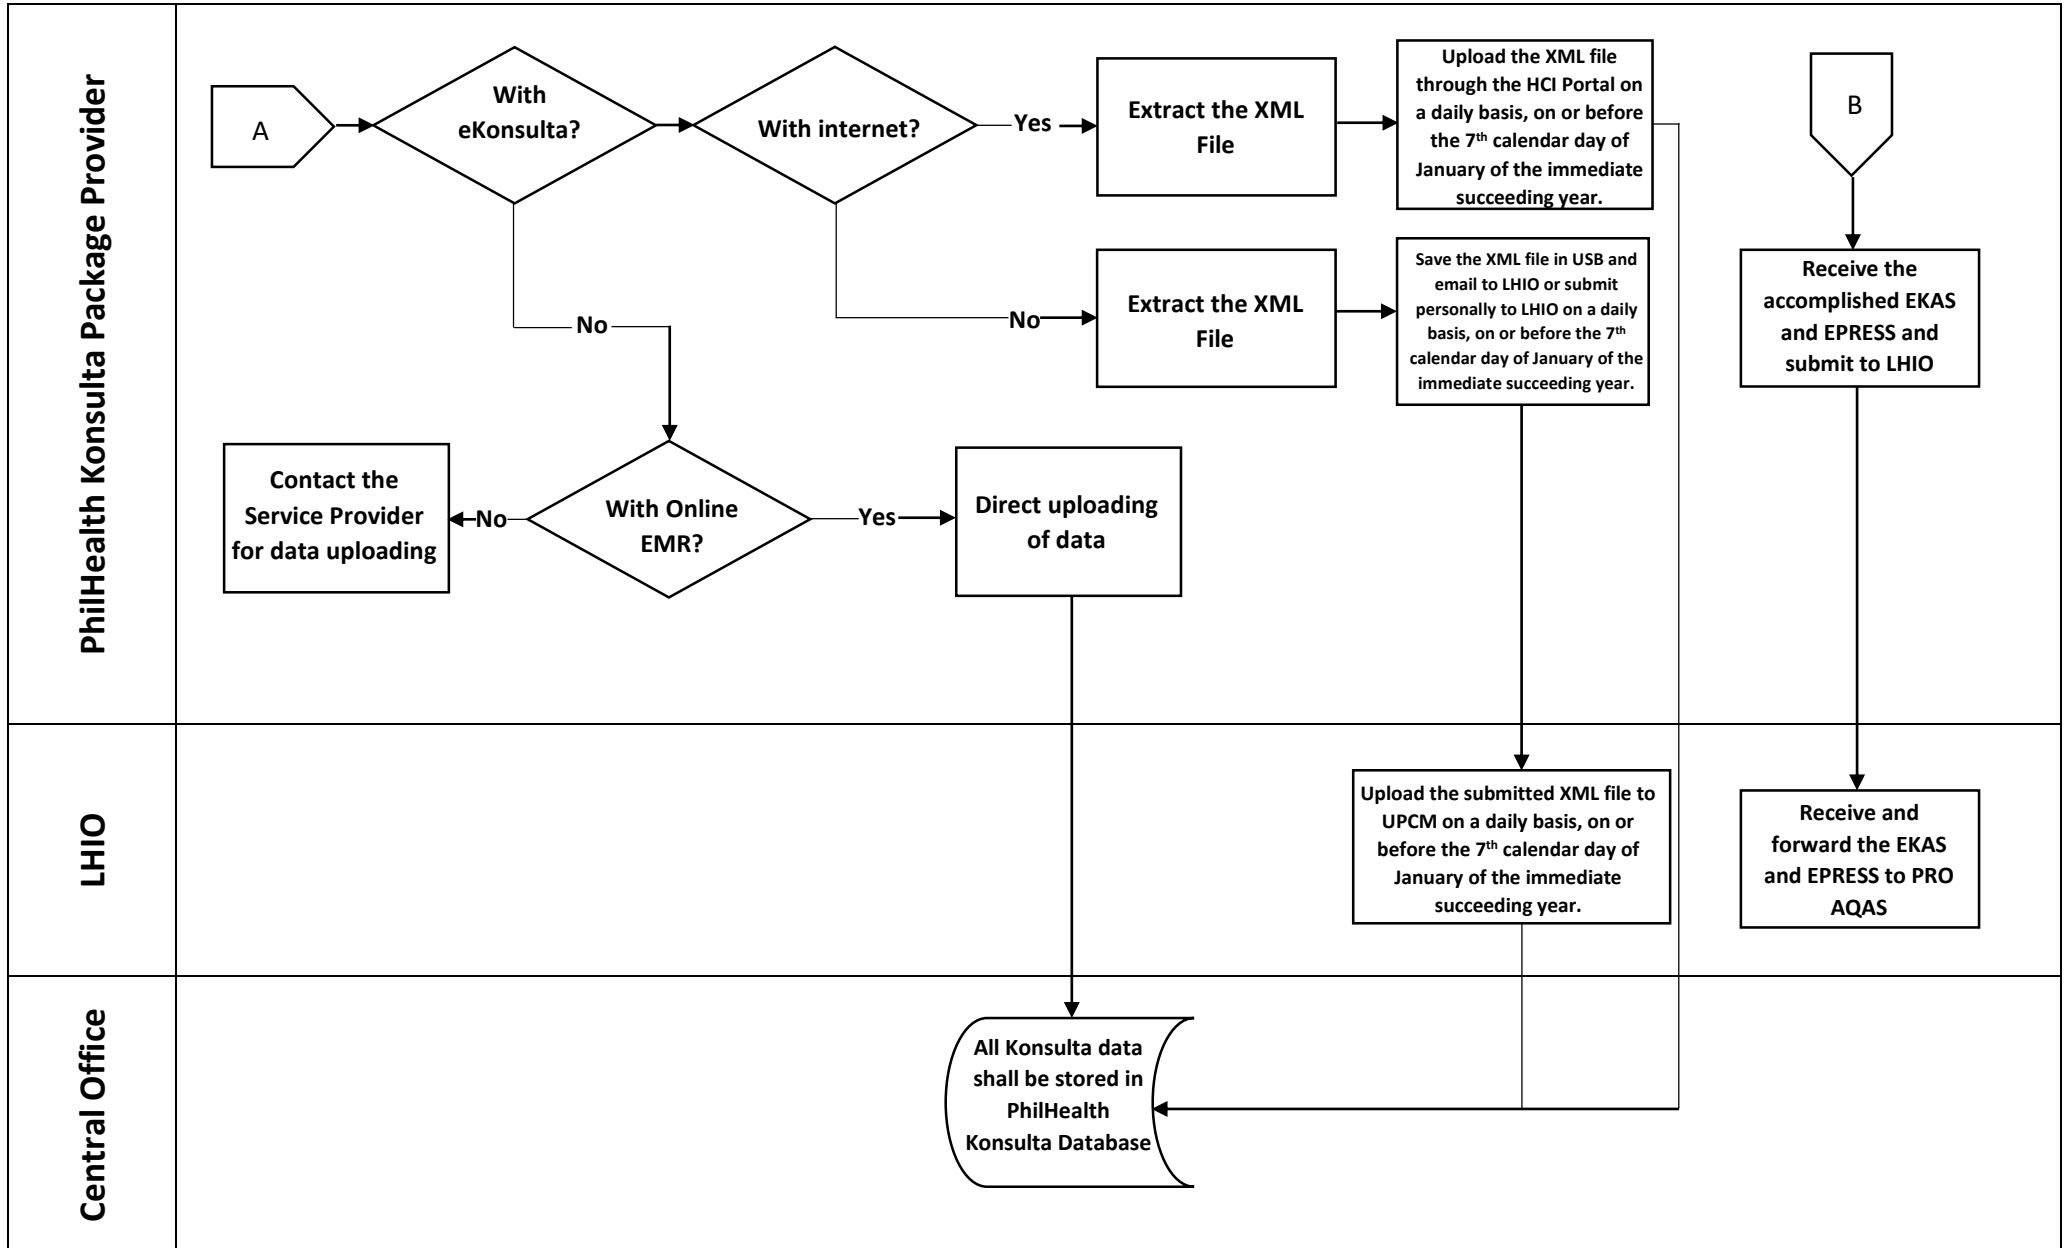 PhilHealth Konsulta Package Provider
A
With
eKonsulta?
With internet?
Yes
Extract the XML
File
Upload the XML file
through the HCI Portal on
a daily basis, on or before
the 7th calendar day of
January of the immediate
succeeding year.
B
No
No
Extract the XML
File
Save the XML file in USB and
email to LHIO or submit
personally to LHIO on a daily
basis, on or before the 7th
calendar day of January of the
immediate succeeding year.
Receive the
accomplished EKAS
and EPRESS and
submit to LHIO
Contact the
Service Provider
for data uploading
No
With Online
EMR?
Yes
Direct uploading
of data
LHIO
Upload the submitted XML file to
UPCM on a daily basis, on or
before the 7th calendar day of
January of the immediate
succeeding year.
Receive and
forward the EKAS
and EPRESS to PRO
AQAS
Central Office
All Konsulta data
shall be stored in
PhilHealth
Konsulta Database